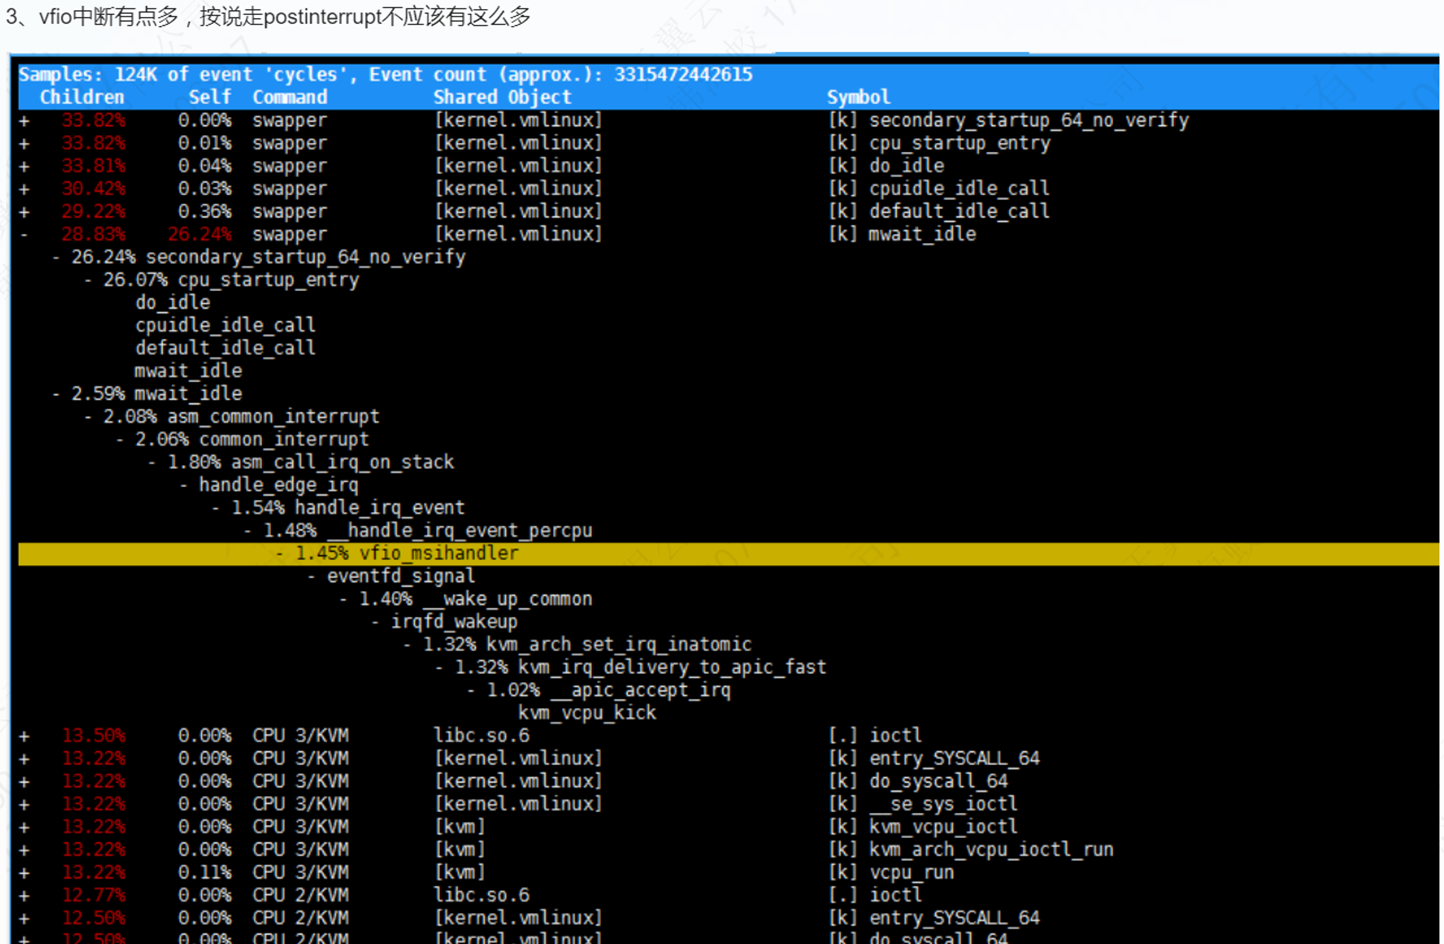 3、vfio中断有点多，按说走postinterrupt不应该有这么多
Samples: 124K of event 'cycles', Event count (approx.): 3315472442615
Children Self Command Shared Object Symbol
+ 33.82% 0.00% swapper [kernel.vmlinux] [k] secondary_startup_64_no_verify
+ 33.82% 0.01% swapper [kernel.vmlinux] [k] cpu_startup_entry
+ 33.81% 0.04% swapper [kernel.vmlinux] [k] do_idle
+ 30.42% 0.03% swapper [kernel.vmlinux] [k] cpuidle_idle_call
+ 29.22% 0.36% swapper [kernel.vmlinux] [k] default_idle_call
- 28.83% 26.24% swapper [kernel.vmlinux] [k] mwait_idle
- 26.24% secondary_startup_64_no_verify
- 26.07% cpu_startup_entry
do_idle
cpuidle_idle_call
default_idle_call
mwait_idle
- 2.59% mwait_idle
- 2.08% asm_common_interrupt
- 2.06% common_interrupt
- 1.80% asm_call_irq_on_stack
- handle_edge_irq
- 1.54% handle_irq_event
- 1.48% __handle_irq_event_percpu
- 1.45% vfio_msihandler
- eventfd_signal
- 1.40% __wake_up_common
- irqfd_wakeup
- 1.32% kvm_arch_set_irq_inatomic
- 1.32% kvm_irq_delivery_to_apic_fast
- 1.02% __apic_accept_irq
kvm_vcpu_kick
+ 13.50% 0.00% CPU 3/KVM libc.so.6 [.] ioctl
+ 13.22% 0.00% CPU 3/KVM [kernel.vmlinux] [k] entry_SYSCALL_64
+ 13.22% 0.00% CPU 3/KVM [kernel.vmlinux] [k] do_syscall_64
+ 13.22% 0.00% CPU 3/KVM [kernel.vmlinux] [k] __se_sys_ioctl
+ 13.22% 0.00% CPU 3/KVM [kvm] [k] kvm_vcpu_ioctl
+ 13.22% 0.00% CPU 3/KVM [kvm] [k] kvm_arch_vcpu_ioctl_run
+ 13.22% 0.11% CPU 3/KVM [kvm] [k] vcpu_run
+ 12.77% 0.00% CPU 2/KVM libc.so.6 [.] ioctl
+ 12.50% 0.00% CPU 2/KVM [kernel.vmlinux] [k] entry_SYSCALL_64
+ 12.50% 0.00% CPU 2/KVM [kernel.vmlinux] [k] do_syscall_64